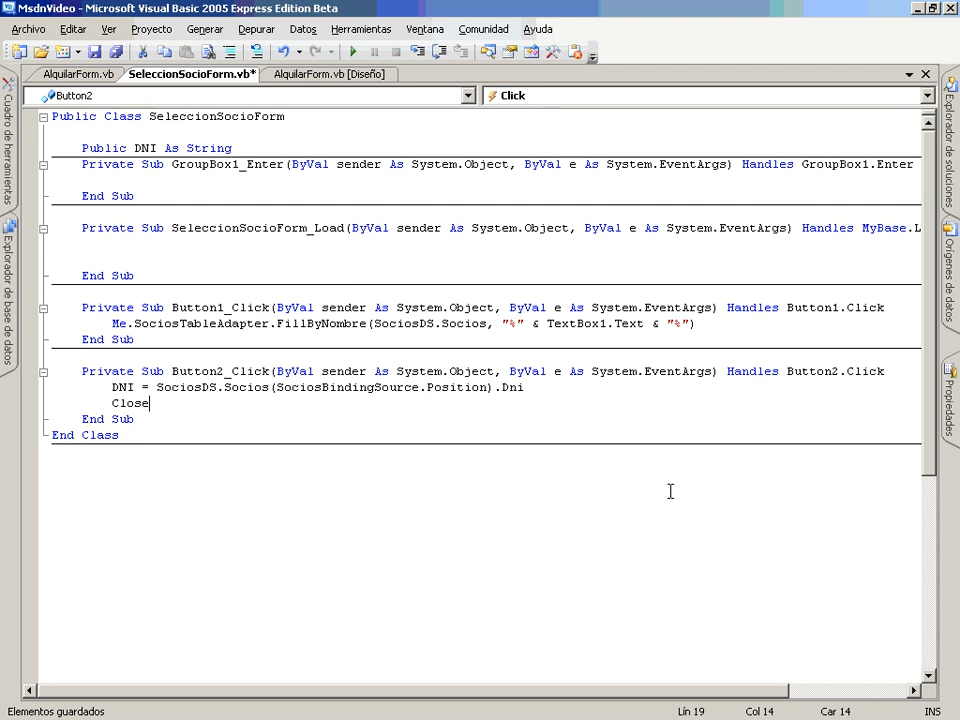 MsdnVideo - Microsoft Visual Basic 2005 Express Edition Beta
Archivo Editar Ver Proyecto Generar Depurar Datos Herramientas Ventana Comunidad Ayuda
AlquilarForm.vb SeleccionSocioForm.vb* AlquilarForm.vb [Diseño]
Button2 Click
Public Class SeleccionSocioForm
Public DNI As String
Private Sub GroupBox1_Enter(ByVal sender As System.Object, ByVal e As System.EventArgs) Handles GroupBox1.Enter
End Sub
Private Sub SeleccionSocioForm_Load(ByVal sender As System.Object, ByVal e As System.EventArgs) Handles MyBase.L
End Sub
Private Sub Button1_Click(ByVal sender As System.Object, ByVal e As System.EventArgs) Handles Button1.Click
Me.SociosTableAdapter.FillByNombre(SociosDS.Socios, "%" & TextBox1.Text & "%")
End Sub
Private Sub Button2_Click(ByVal sender As System.Object, ByVal e As System.EventArgs) Handles Button2.Click
DNI = SociosDS.Socios(SociosBindingSource.Position).Dni
Close
End Sub
End Class
Cuadro de herramientas
Explorador de base de datos
Explorador de soluciones
Orígenes de datos
Propiedades
Elementos guardados Lín 19 Col 14 Car 14 INS